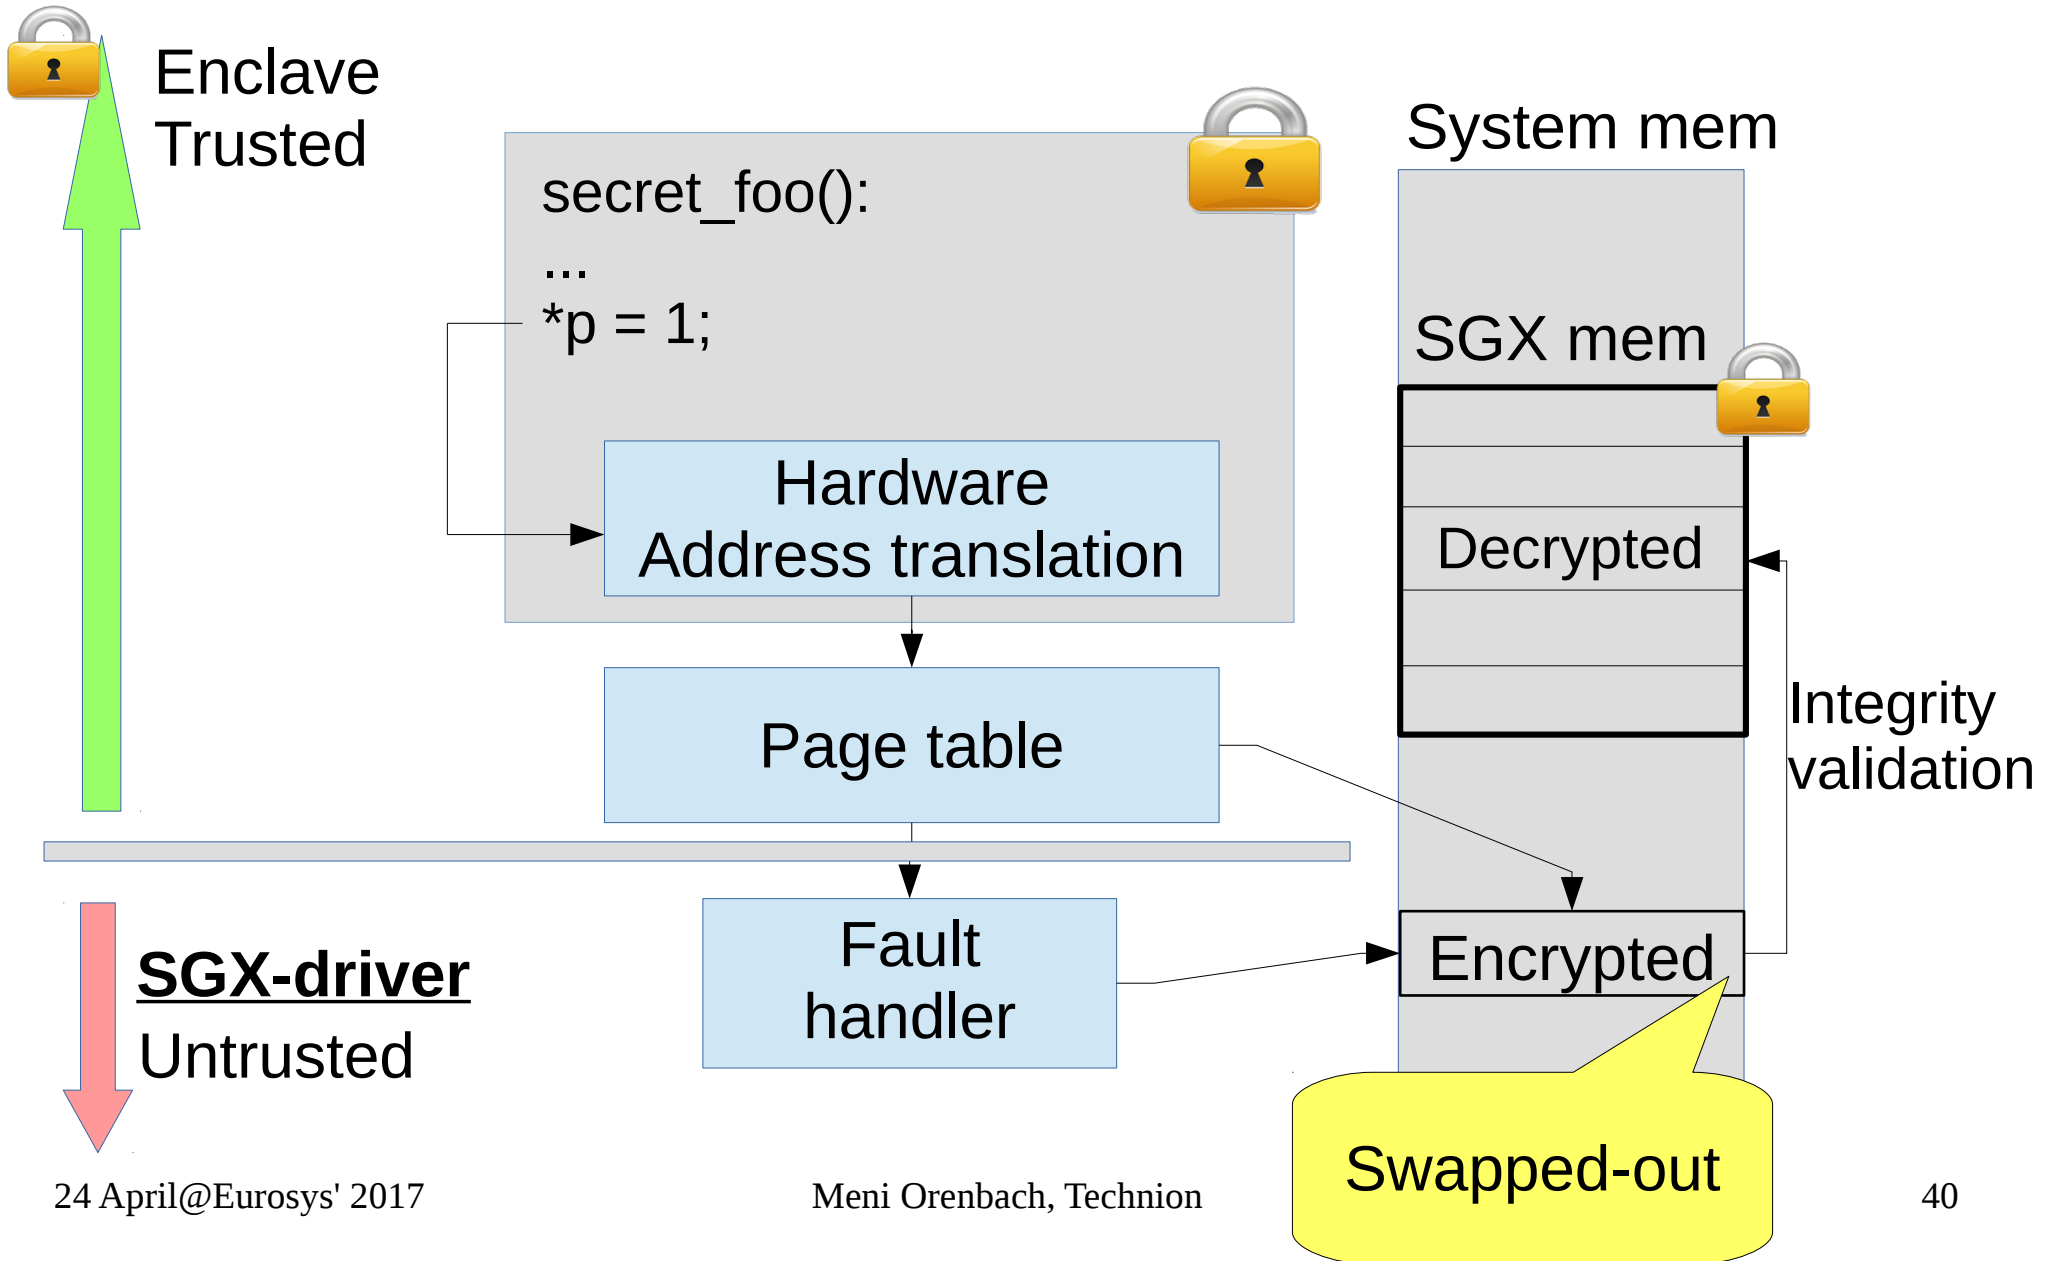 Enclave
Trusted
secret_foo():
...
*p = 1;
Hardware
Address translation
Page table
System mem
SGX mem
Decrypted
Integrity
validation
SGX-driver
Untrusted
Fault
handler
Encrypted
Swapped-out
24 April@Eurosys' 2017
Meni Orenbach, Technion
40